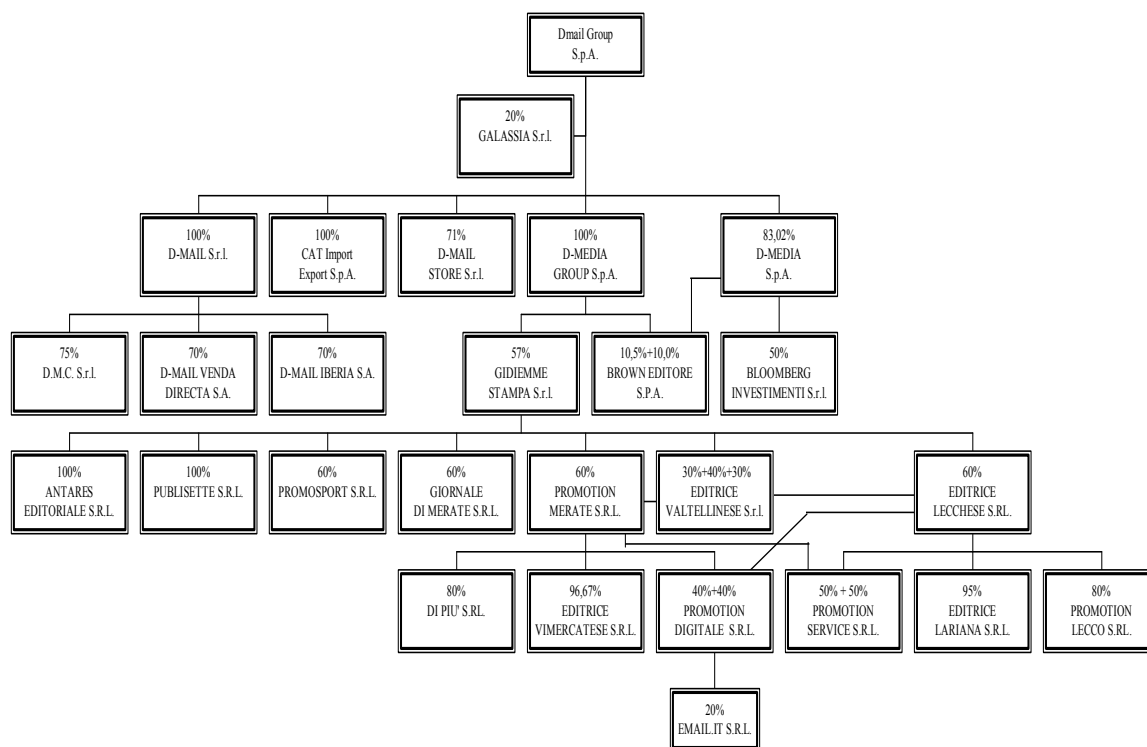 Dmail Group
S.p.A.
20%
GALASSIA S.r.l.
100%
D-MAIL S.r.l.
100%
CAT Import
Export S.p.A.
71%
D-MAIL
STORE S.r.l.
100%
D-MEDIA
GROUP S.p.A.
83,02%
D-MEDIA
S.p.A.
75%
D.M.C. S.r.l.
70%
D-MAIL VENDA
DIRECTA S.A.
70%
D-MAIL IBERIA S.A.
57%
GIDIEMME
STAMPA S.r.l.
10,5%+10,0%
BROWN EDITORE
S.P.A.
50%
BLOOMBERG
INVESTIMENTI S.r.l.
100%
ANTARES
EDITORIALE S.R.L.
100%
PUBLISETTE S.R.L.
60%
PROMOSPORT S.R.L.
60%
GIORNALE
DI MERATE S.R.L.
60%
PROMOTION
MERATE S.R.L.
30%+40%+30%
EDITRICE
VALTELLINESE S.r.l.
60%
EDITRICE
LECCHESE S.RL.
80%
DI PIU' S.RL.
96,67%
EDITRICE
VIMERCATESE S.R.L.
40%+40%
PROMOTION
DIGITALE S.R.L.
50% + 50%
PROMOTION
SERVICE S.R.L.
95%
EDITRICE
LARIANA S.R.L.
80%
PROMOTION
LECCO S.RL.
20%
EMAIL.IT S.R.L.